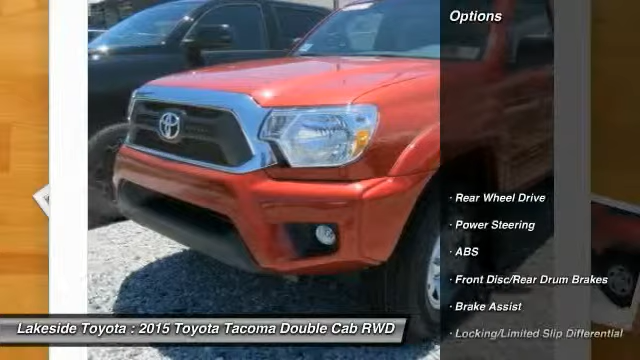 Options
· Rear Wheel Drive
· Power Steering
· ABS
· Front Disc/Rear Drum Brakes
· Brake Assist
· Locking/Limited Slip Differential
Lakeside Toyota : 2015 Toyota Tacoma Double Cab RWD